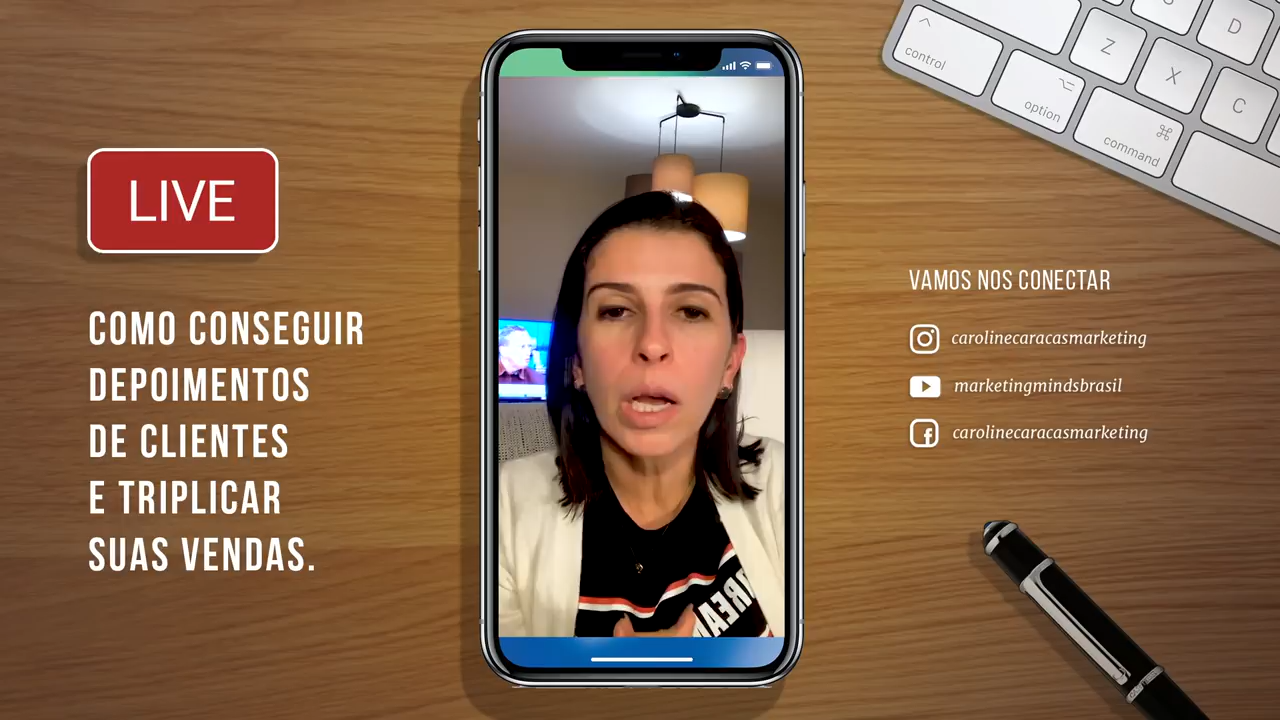 LIVE
COMO CONSEGUIR
DEPOIMENTOS
DE CLIENTES
E TRIPLICAR
SUAS VENDAS.
VAMOS NOS CONECTAR
carolinecaracasmarketing
marketingmindsbrasil
carolinecaracasmarketing
control
option
command
Z
X
C
S
D